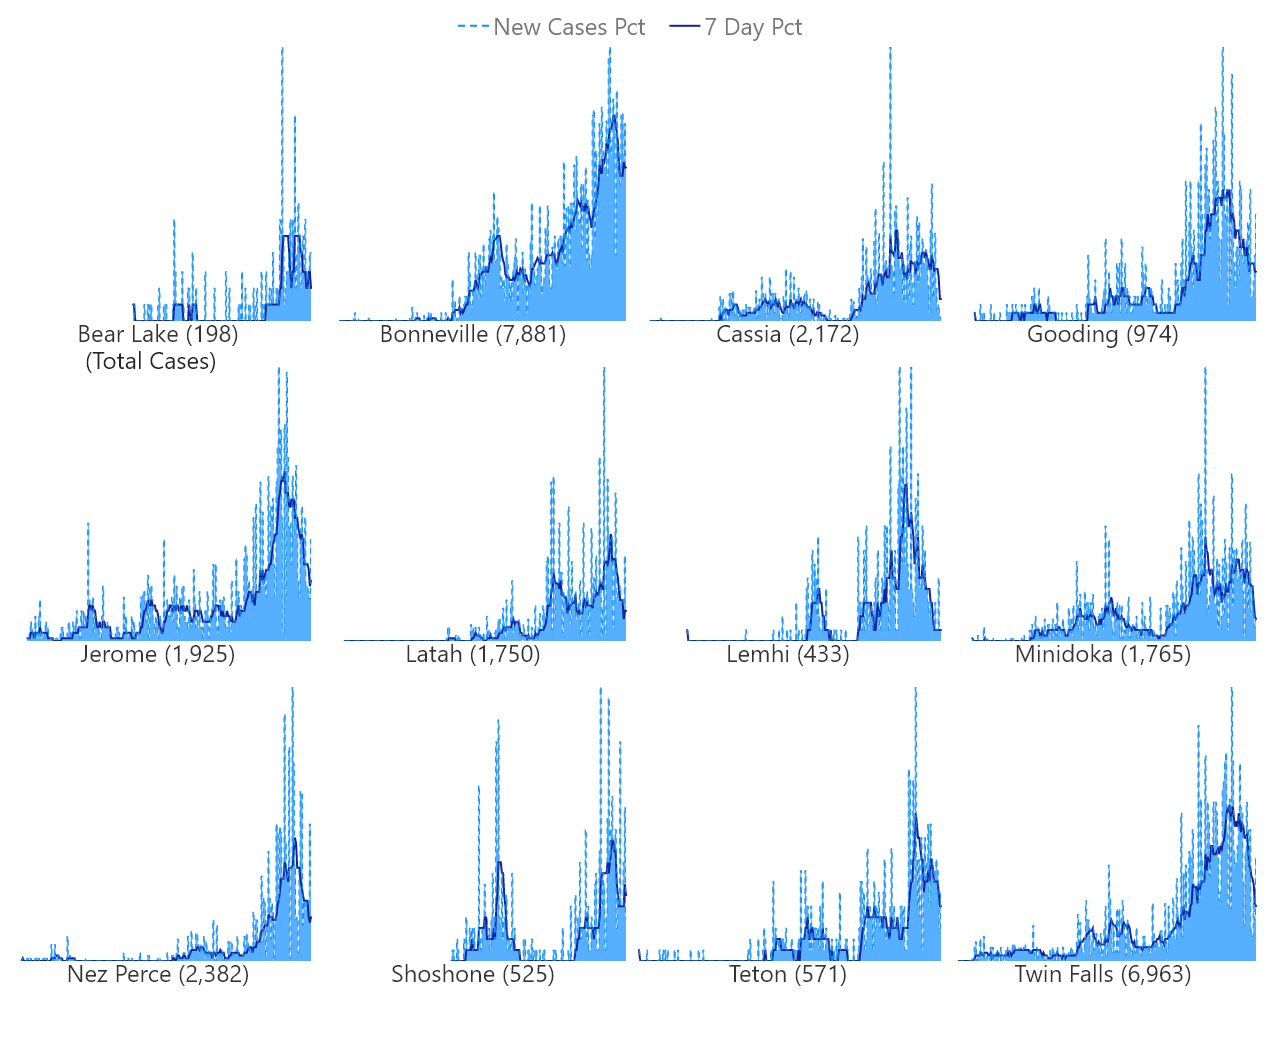 New Cases Pct 7 Day Pct
Bear Lake (198) Bonneville (7,881) Cassia (2,172) Gooding (974)
(Total Cases)
Jerome (1,925) Latah (1,750) Lemhi (433) Minidoka (1,765)
Nez Perce (2,382) Shoshone (525) Teton (571) Twin Falls (6,963)